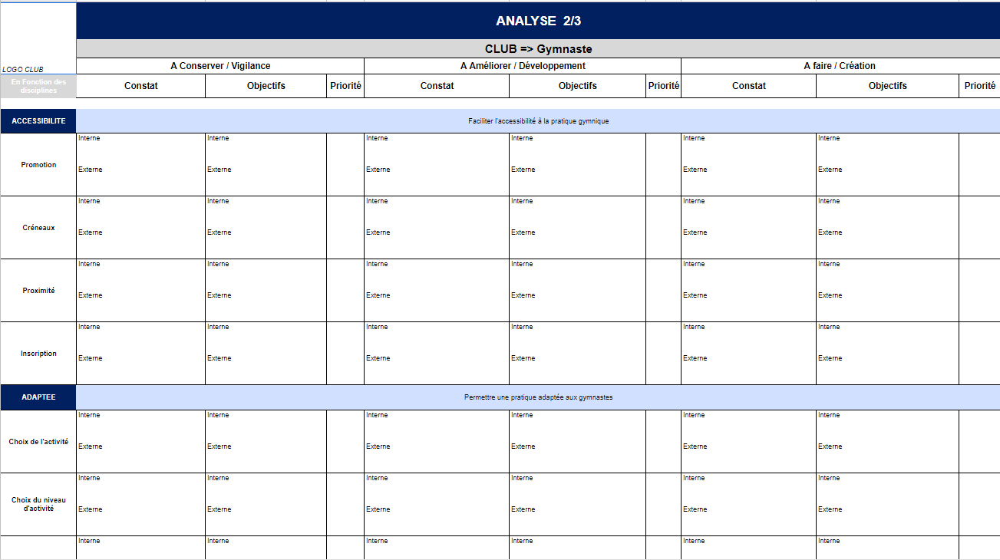 ANALYSE 2/3
CLUB => Gymnaste
LOGO CLUB
A Conserver / Vigilance A Améliorer / Développement A faire / Création
En Fonction des
disciplines
Constat Objectifs Priorité Constat Objectifs Priorité Constat Objectifs Priorité
ACCESSIBILITE Faciliter l'accessibilité à la pratique gymnique
Promotion
Interne Interne Interne Interne Interne Interne
Externe Externe Externe Externe Externe Externe
Créneaux
Interne Interne Interne Interne Interne Interne
Externe Externe Externe Externe Externe Externe
Proximité
Interne Interne Interne Interne Interne Interne
Externe Externe Externe Externe Externe Externe
Inscription
Interne Interne Interne Interne Interne Interne
Externe Externe Externe Externe Externe Externe
ADAPTEE Permettre une pratique adaptée aux gymnastes
Choix de l'activité
Interne Interne Interne Interne Interne Interne
Externe Externe Externe Externe Externe Externe
Choix du niveau
d'activité
Interne Interne Interne Interne Interne Interne
Externe Externe Externe Externe Externe Externe
Interne Interne Interne Interne Interne Interne